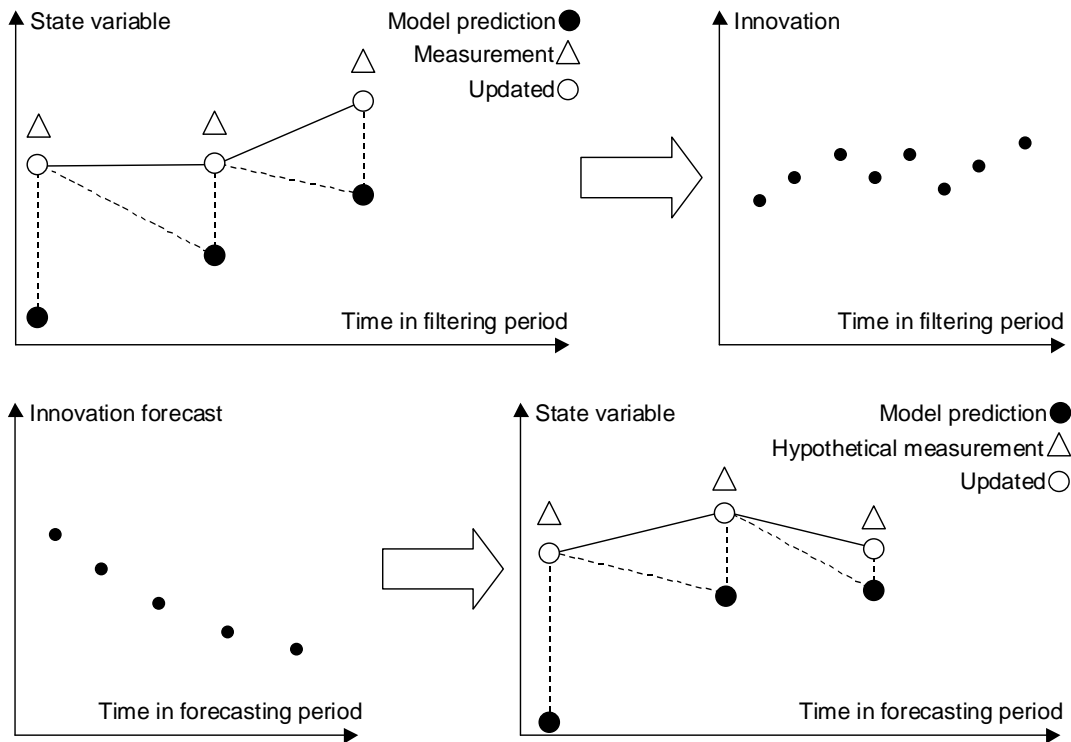 State variable
Model prediction
Measurement
Updated
Time in filtering period
Innovation
Time in filtering period
Innovation forecast
Time in forecasting period
State variable
Model prediction
Hypothetical measurement
Updated
Time in forecasting period